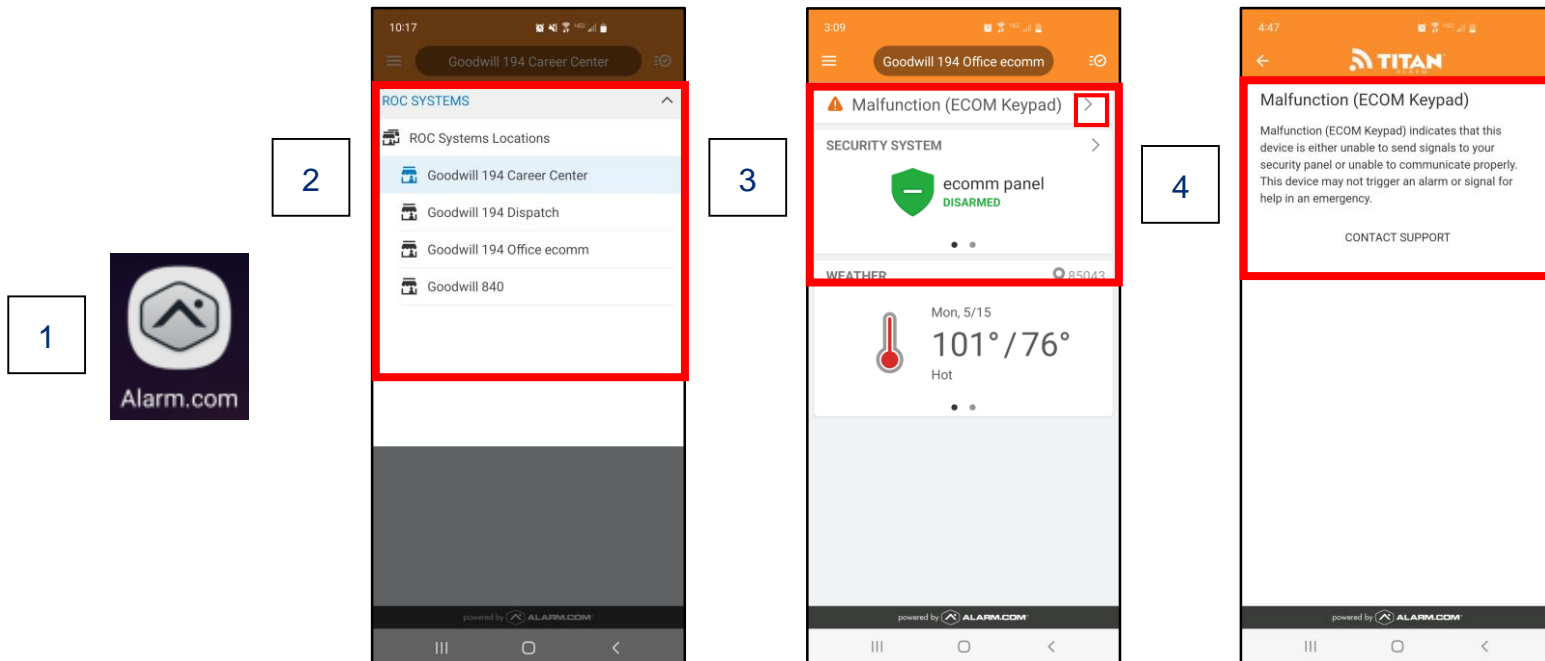 1
Alarm.com
2
10:17
Goodwill 194 Career Center
ROC SYSTEMS
ROC Systems Locations
Goodwill 194 Career Center
Goodwill 194 Dispatch
Goodwill 194 Office ecomm
Goodwill 840
powered by ALARM.COM
3
3:09
Goodwill 194 Office ecomm
Malfunction (ECOM Keypad)
SECURITY SYSTEM
ecomm panel
DISARMED
WEATHER 85043
Mon, 5/15
101°/76°
Hot
powered by ALARM.COM
4
4:47
TITAN
ALARM
Malfunction (ECOM Keypad)
Malfunction (ECOM Keypad) indicates that this
device is either unable to send signals to your
security panel or unable to communicate properly.
This device may not trigger an alarm or signal for
help in an emergency.
CONTACT SUPPORT
powered by ALARM.COM